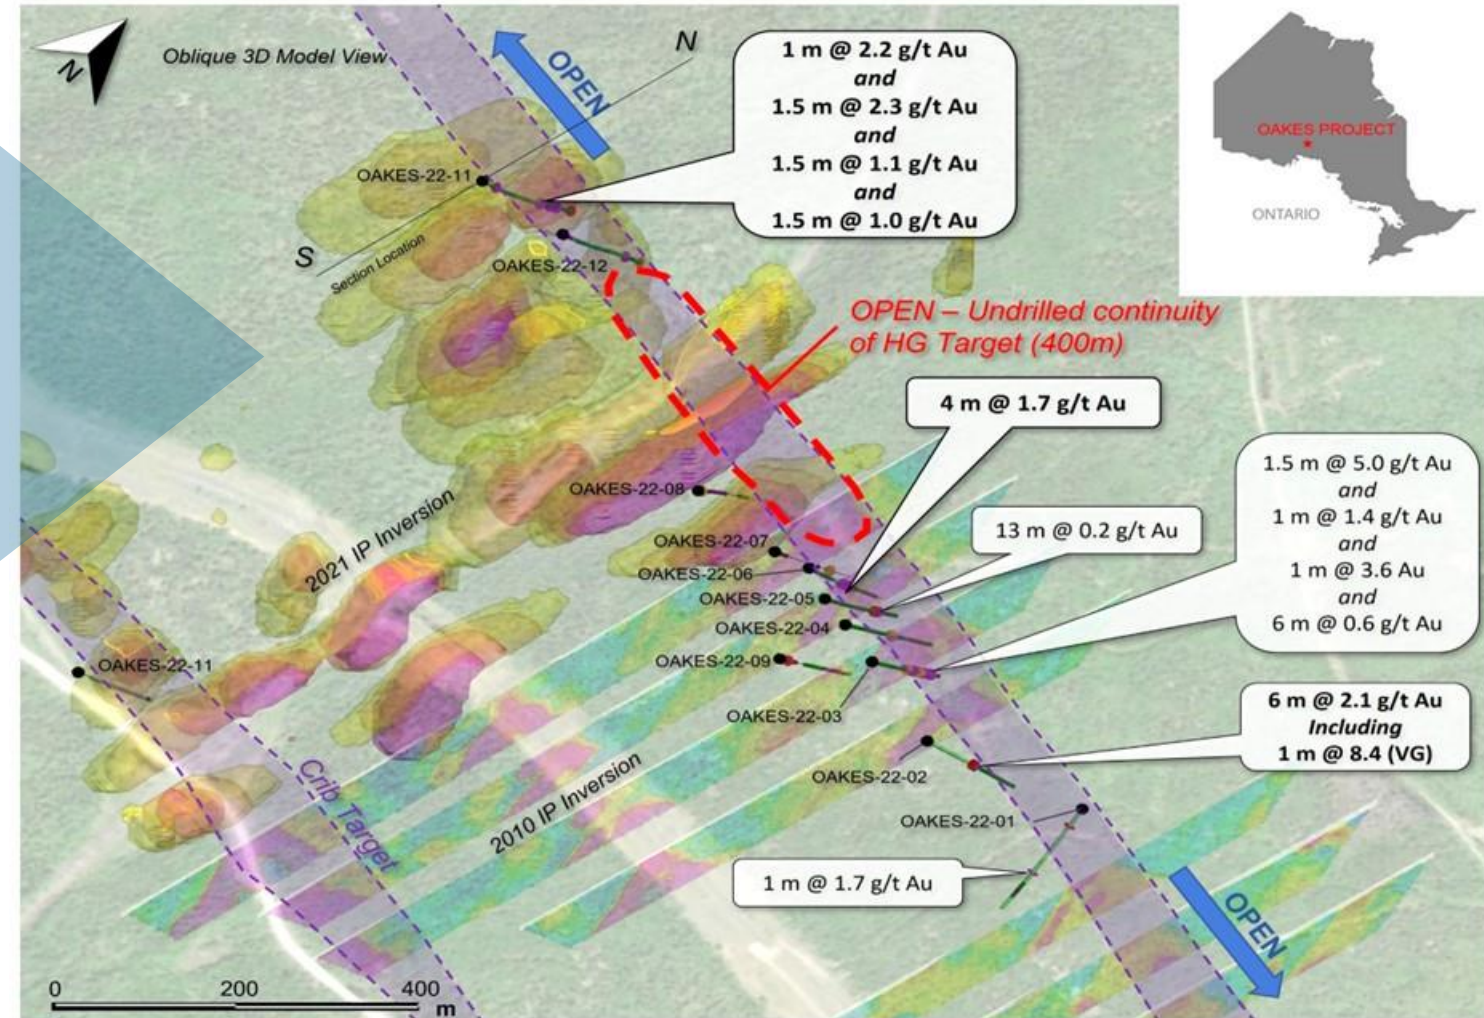 N
Oblique 3D Model View
OPEN
N
1 m @ 2.2 g/t Au
and
1.5 m @ 2.3 g/t Au
and
1.5 m @ 1.1 g/t Au
and
1.5 m @ 1.0 g/t Au
OAKES PROJECT
ONTARIO
OAKES-22-11
S
Section Location
OAKES-22-12
OPEN – Undrilled continuity
of HG Target (400m)
4 m @ 1.7 g/t Au
1.5 m @ 5.0 g/t Au
and
1 m @ 1.4 g/t Au
and
1 m @ 3.6 Au
and
6 m @ 0.6 g/t Au
OAKES-22-08
13 m @ 0.2 g/t Au
2021 IP Inversion
OAKES-22-07
OAKES-22-06
OAKES-22-05
OAKES-22-04
OAKES-22-09
OAKES-22-11
OAKES-22-03
6 m @ 2.1 g/t Au
Including
1 m @ 8.4 (VG)
OAKES-22-02
Crib Target
2010 IP Inversion
OAKES-22-01
1 m @ 1.7 g/t Au
OPEN
0 200 400
m